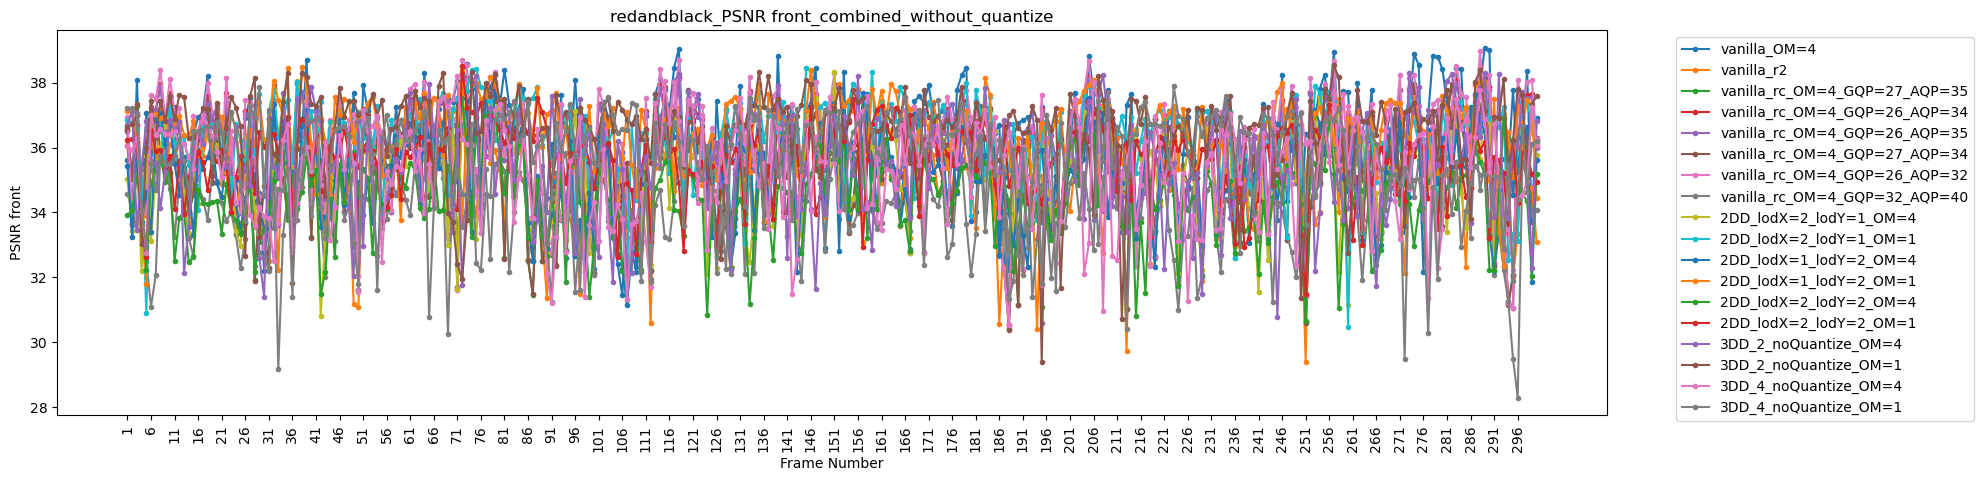 redandblack_PSNR front_combined_without_quantize
PSNR front
38
36
34
32
30
28
1 6 11 16 21 26 31 36 41 46 51 56 61 66 71 76 81 86 91 96 101 106 111 116 121 126 131 136 141 146 151 156 161 166 171 176 181 186 191 196 201 206 211 216 221 226 231 236 241 246 251 256 261 266 271 276 281 286 291 296
Frame Number
vanilla_OM=4
vanilla_r2
vanilla_rc_OM=4_GQP=27_AQP=35
vanilla_rc_OM=4_GQP=26_AQP=34
vanilla_rc_OM=4_GQP=26_AQP=35
vanilla_rc_OM=4_GQP=27_AQP=34
vanilla_rc_OM=4_GQP=26_AQP=32
vanilla_rc_OM=4_GQP=32_AQP=40
2DD_lodX=2_lodY=1_OM=4
2DD_lodX=2_lodY=1_OM=1
2DD_lodX=1_lodY=2_OM=4
2DD_lodX=1_lodY=2_OM=1
2DD_lodX=2_lodY=2_OM=4
2DD_lodX=2_lodY=2_OM=1
3DD_2_noQuantize_OM=4
3DD_2_noQuantize_OM=1
3DD_4_noQuantize_OM=4
3DD_4_noQuantize_OM=1